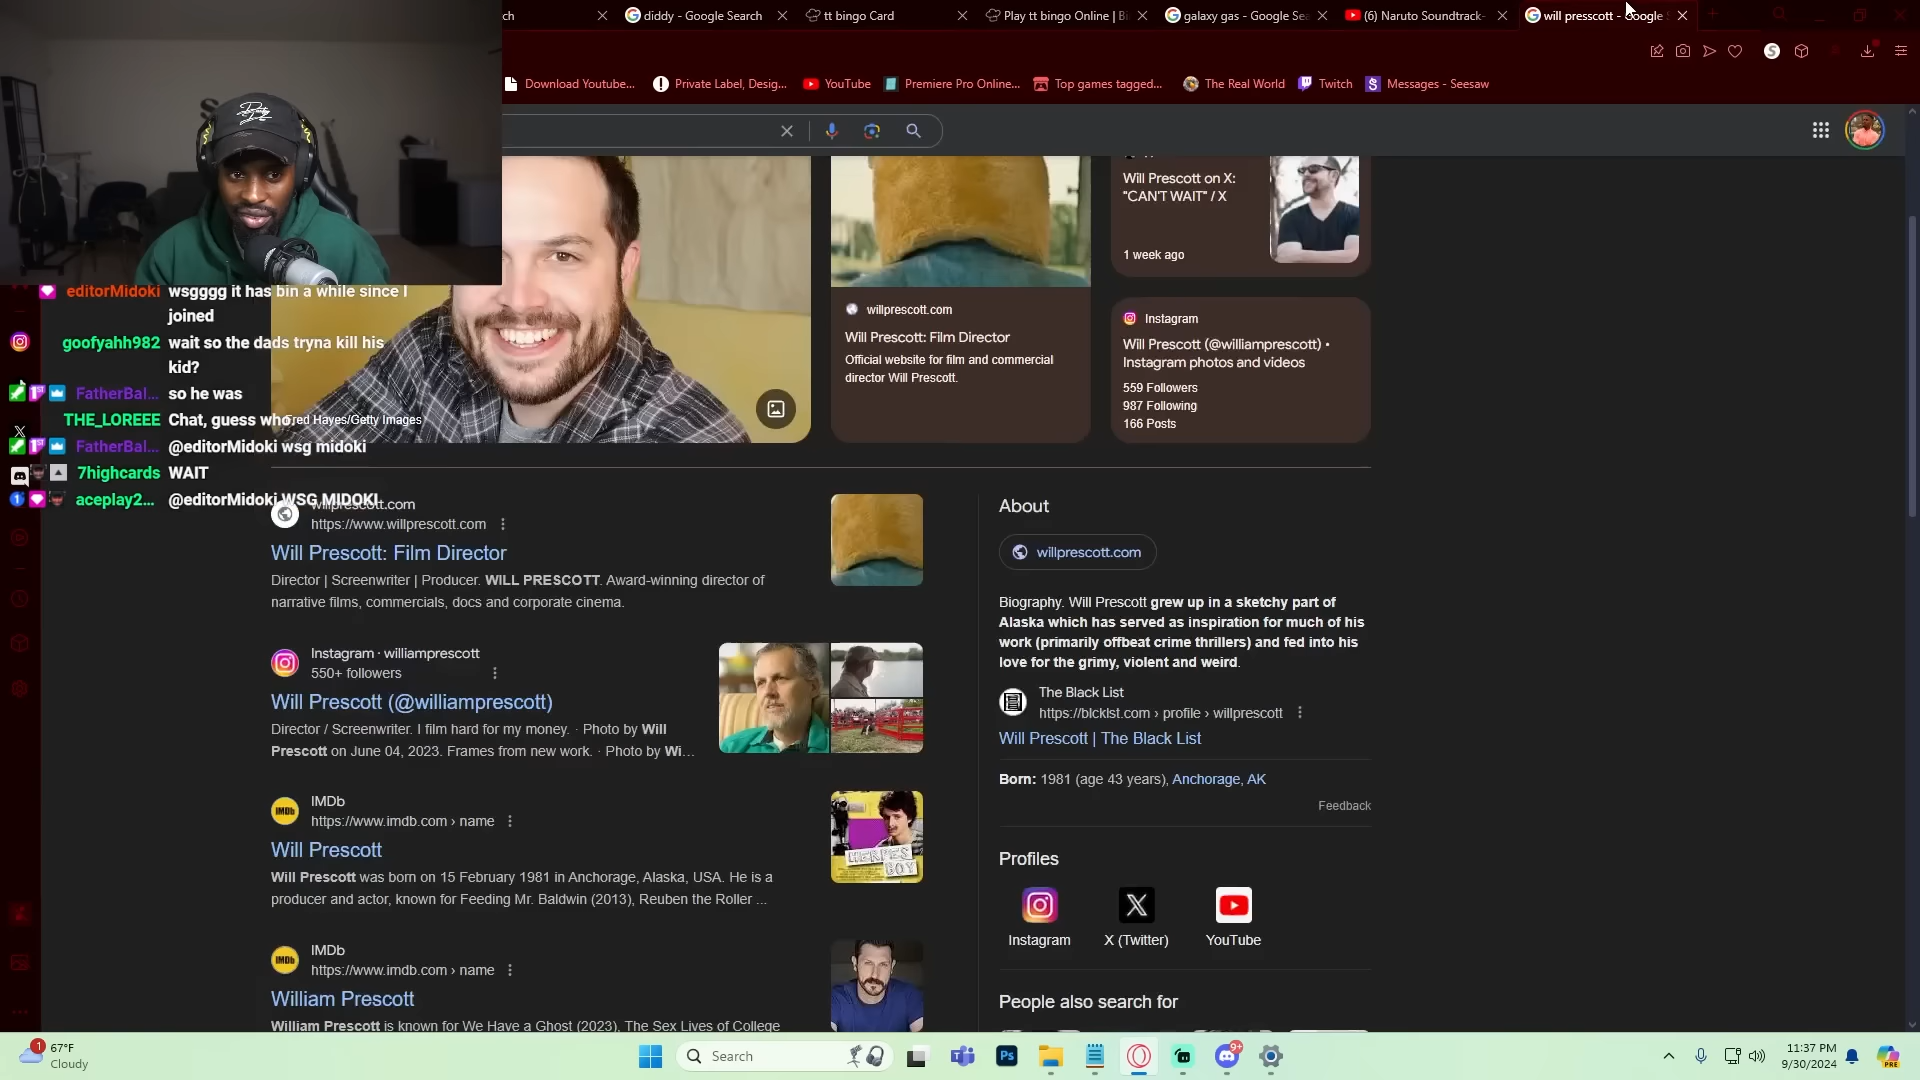 ch
diddy - Google Search
tt bingo Card
Play tt bingo Online | Bi
galaxy gas - Google Sea
(6) Naruto Soundtrack-
will presscott - Google
Download Youtube...
Private Label, Desig...
YouTube
Premiere Pro Online...
Top games tagged...
The Real World
Twitch
Messages - Seesaw
editorMidoki wsgggg it has bin a while since I
joined
goofyahh982 wait so the dads tryna kill his
kid?
FatherBal... so he was
THE_LOREEE Chat, guess who.
FatherBal... @editorMidoki wsg midoki
7highcards WAIT
aceplay2... @editorMidoki WSG MIDOKI
Fred Hayes/Getty Images
willprescott.com
Will Prescott: Film Director
Official website for film and commercial
director Will Prescott.
Will Prescott on X:
"CAN'T WAIT" / X
1 week ago
Instagram
Will Prescott (@williamprescott) •
Instagram photos and videos
559 Followers
987 Following
166 Posts
willprescott.com
https://www.willprescott.com
Will Prescott: Film Director
Director | Screenwriter | Producer. WILL PRESCOTT. Award-winning director of
narrative films, commercials, docs and corporate cinema.
Instagram · williamprescott
550+ followers
Will Prescott (@williamprescott)
Director / Screenwriter. I film hard for my money. · Photo by Will
Prescott on June 04, 2023. Frames from new work. · Photo by Wi...
IMDb
https://www.imdb.com › name
Will Prescott
Will Prescott was born on 15 February 1981 in Anchorage, Alaska, USA. He is a
producer and actor, known for Feeding Mr. Baldwin (2013), Reuben the Roller ...
HERPES
BOY
IMDb
https://www.imdb.com › name
William Prescott
William Prescott is known for We Have a Ghost (2023), The Sex Lives of College
About
willprescott.com
Biography. Will Prescott grew up in a sketchy part of
Alaska which has served as inspiration for much of his
work (primarily offbeat crime thrillers) and fed into his
love for the grimy, violent and weird.
The Black List
https://blcklst.com › profile › willprescott
Will Prescott | The Black List
Born: 1981 (age 43 years), Anchorage, AK
Feedback
Profiles
Instagram
X (Twitter)
YouTube
People also search for
1
67°F
Cloudy
Search
Ps
9+
11:37 PM
9/30/2024
PRE